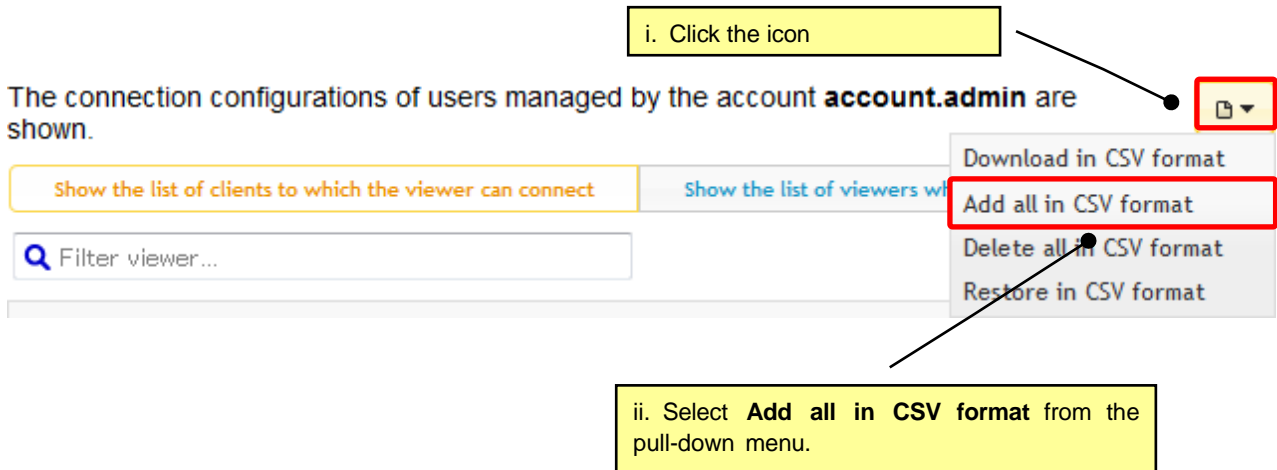 i. Click the icon
The connection configurations of users managed by the account account.admin are
shown.
Download in CSV format
Show the list of clients to which the viewer can connect
Show the list of viewers
Add all in CSV format
Filter viewer...
Delete all in CSV format
Restore in CSV format
ii. Select Add all in CSV format from the
pull-down menu.